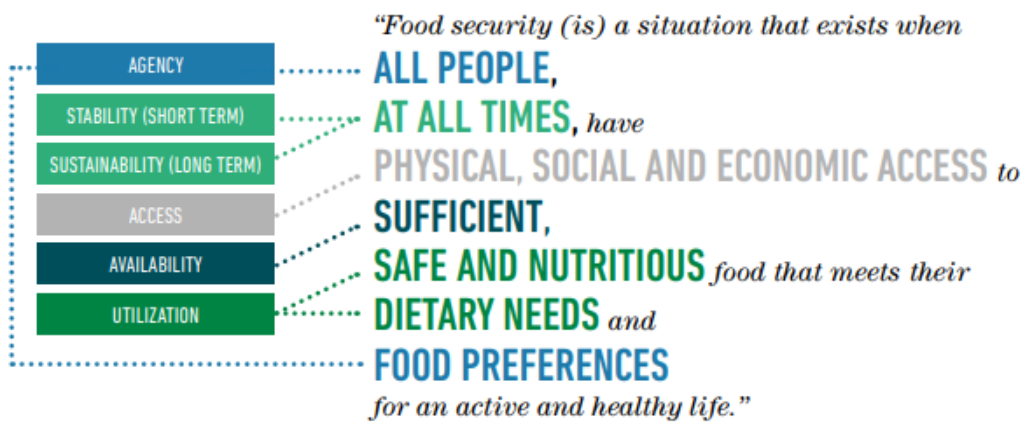 “Food security (is) a situation that exists when
AGENCY
ALL PEOPLE,
STABILITY (SHORT TERM)
AT ALL TIMES, have
SUSTAINABILITY (LONG TERM)
PHYSICAL, SOCIAL AND ECONOMIC ACCESS to
ACCESS
SUFFICIENT,
AVAILABILITY
SAFE AND NUTRITIOUS food that meets their
UTILIZATION
DIETARY NEEDS and
FOOD PREFERENCES
for an active and healthy life.”